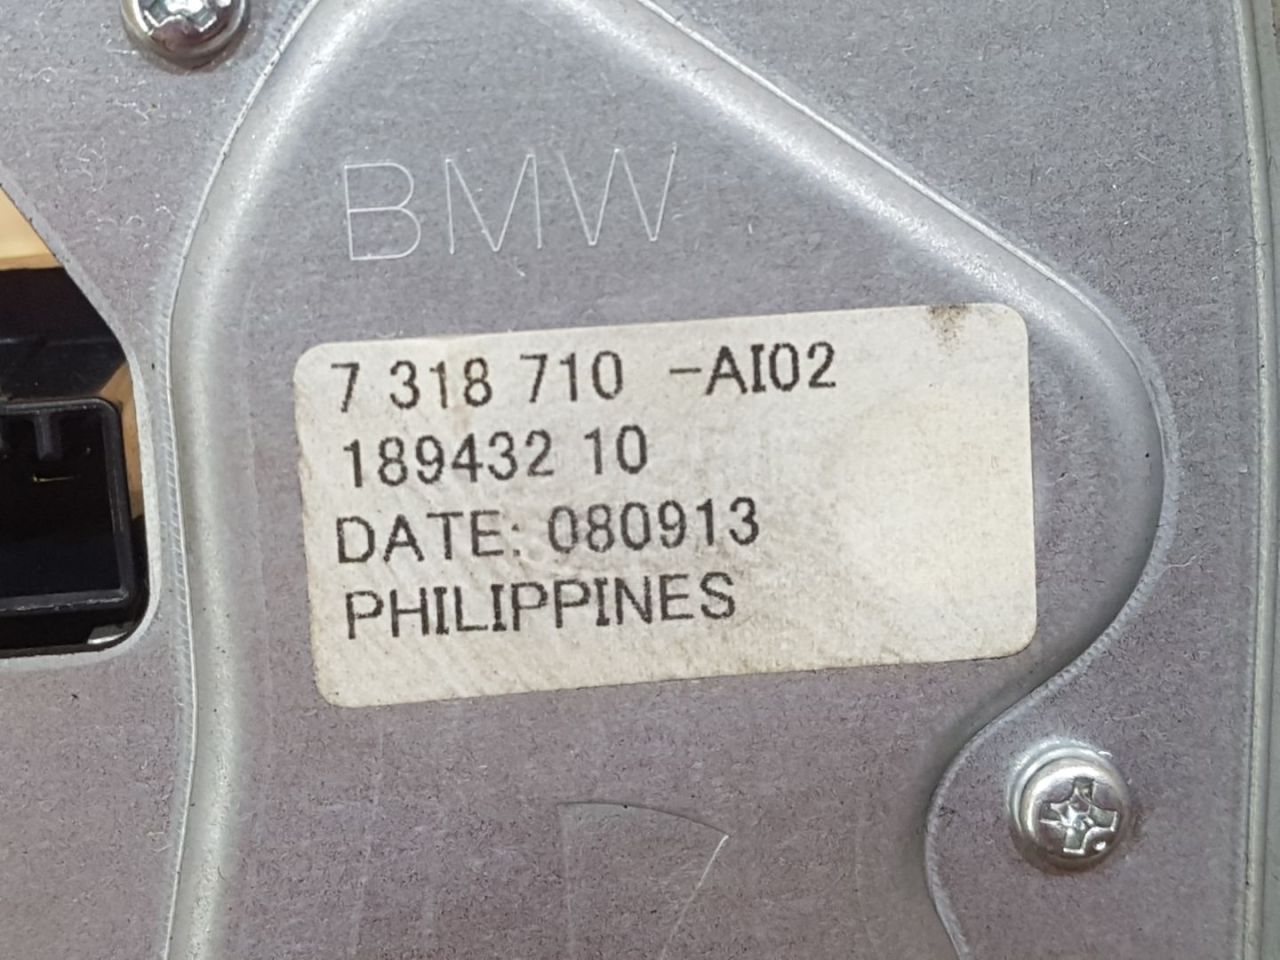 BMW
7 318 710 -AI02
189432 10
DATE: 080913
PHILIPPINES